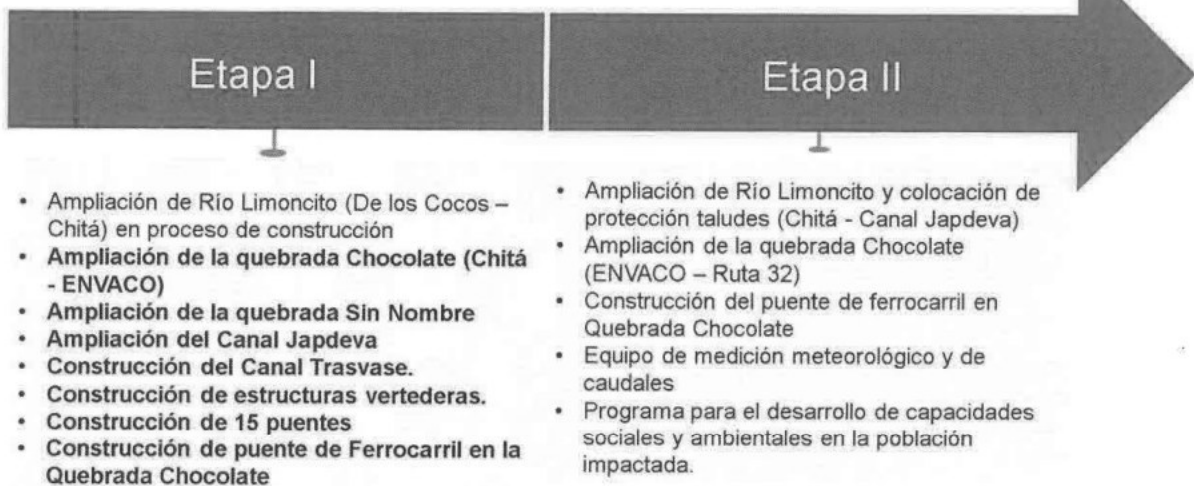 Etapa I
• Ampliación de Río Limoncito (De los Cocos –
Chitá) en proceso de construcción
• Ampliación de la quebrada Chocolate (Chitá
- ENVACO)
• Ampliación de la quebrada Sin Nombre
• Ampliación del Canal Japdeva
• Construcción del Canal Trasvase.
• Construcción de estructuras vertederas.
• Construcción de 15 puentes
• Construcción de puente de Ferrocarril en la
Quebrada Chocolate
Etapa II
• Ampliación de Río Limoncito y colocación de
protección taludes (Chitá - Canal Japdeva)
• Ampliación de la quebrada Chocolate
(ENVACO – Ruta 32)
• Construcción del puente de ferrocarril en
Quebrada Chocolate
• Equipo de medición meteorológico y de
caudales
• Programa para el desarrollo de capacidades
sociales y ambientales en la población
impactada.